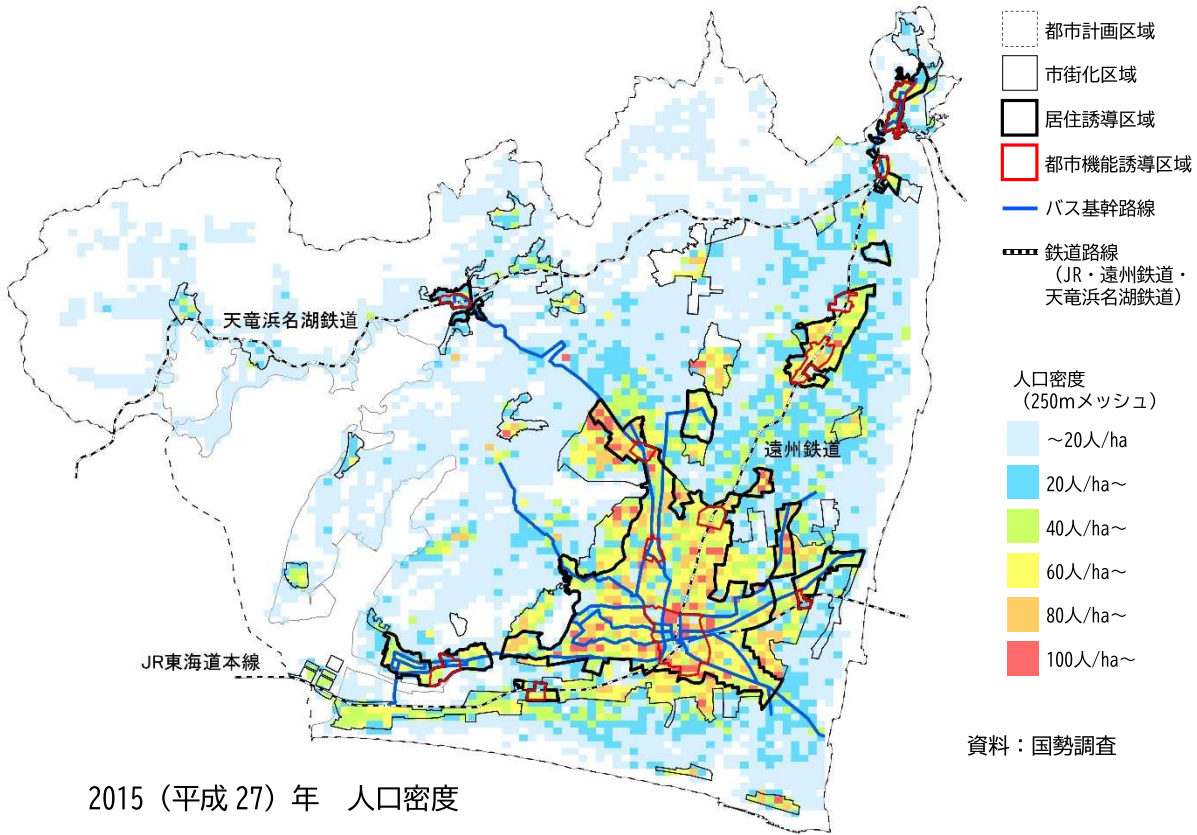 都市計画区域
市街化区域
居住誘導区域
都市機能誘導区域
バス基幹路線
鉄道路線
（JR・遠州鉄道・
天竜浜名湖鉄道）
天竜浜名湖鉄道
遠州鉄道
JR東海道本線
人口密度
（250mメッシュ）
～20人/ha
20人/ha～
40人/ha～
60人/ha～
80人/ha～
100人/ha～
資料：国勢調査
2015（平成 27）年　人口密度